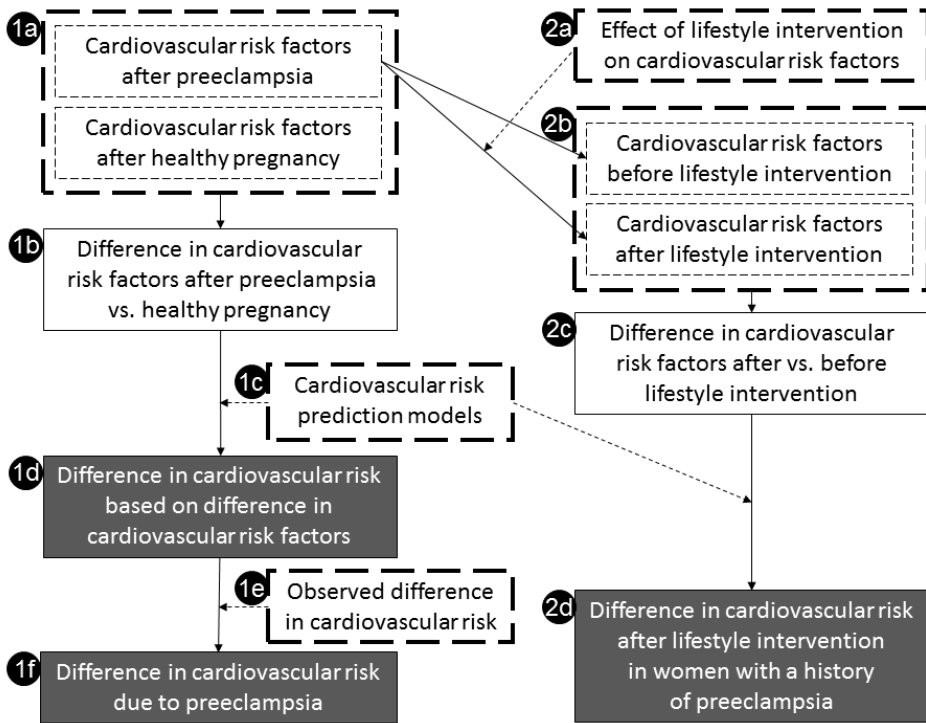 1a
Cardiovascular risk factors
after preeclampsia
Cardiovascular risk factors
after healthy pregnancy
1b
Difference in cardiovascular
risk factors after preeclampsia
vs. healthy pregnancy
1c
Cardiovascular risk
prediction models
1d
Difference in cardiovascular risk
based on difference in
cardiovascular risk factors
1e
Observed difference
in cardiovascular risk
1f
Difference in cardiovascular risk
due to preeclampsia
2a
Effect of lifestyle intervention
on cardiovascular risk factors
2b
Cardiovascular risk factors
before lifestyle intervention
Cardiovascular risk factors
after lifestyle intervention
2c
Difference in cardiovascular
risk factors after vs. before
lifestyle intervention
2d
Difference in cardiovascular risk
after lifestyle intervention
in women with a history
of preeclampsia